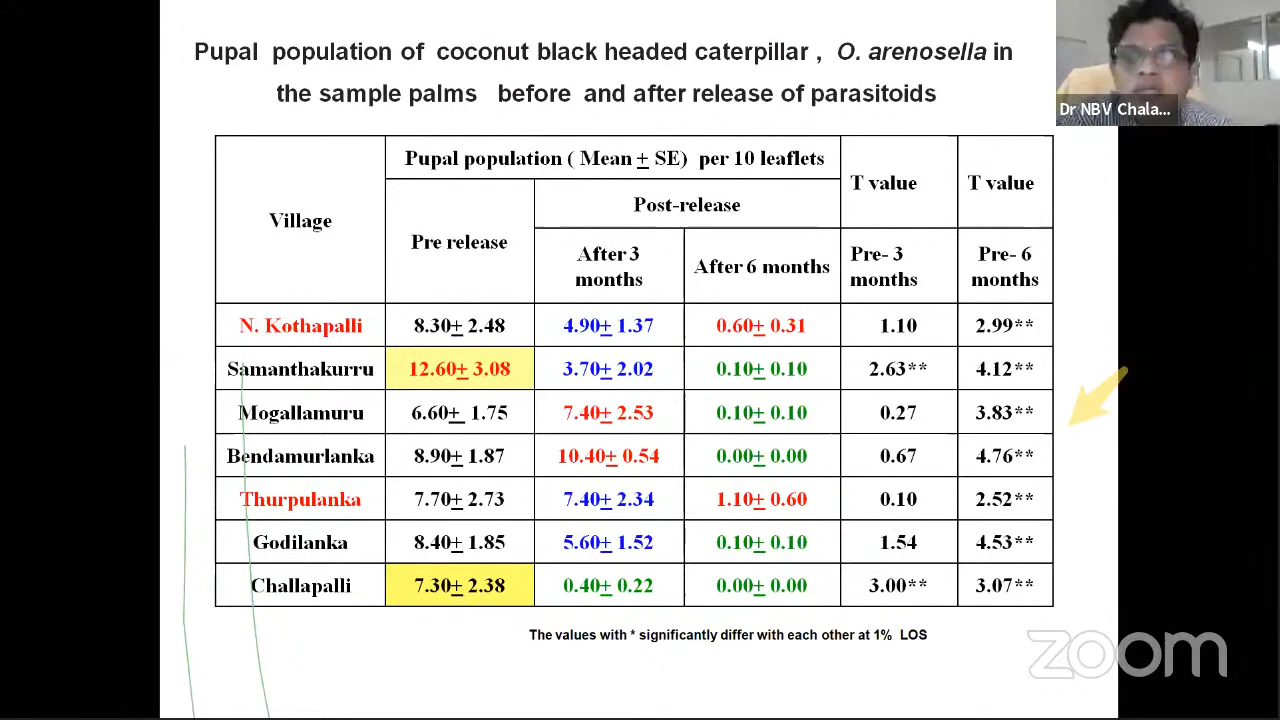 Pupal population of coconut black headed caterpillar , O. arenosella in
the sample palms before and after release of parasitoids
Dr NBV Chala...
Village
Pupal population ( Mean ± SE) per 10 leaflets
T value
T value
Pre release
Post-release
After 3
months
After 6 months
Pre- 3
months
Pre- 6
months
N. Kothapalli 8.30± 2.48 4.90± 1.37 0.60± 0.31 1.10 2.99**
Samanthakurru 12.60± 3.08 3.70± 2.02 0.10± 0.10 2.63** 4.12**
Mogallamuru 6.60± 1.75 7.40± 2.53 0.10± 0.10 0.27 3.83**
Bendamurlanka 8.90± 1.87 10.40± 0.54 0.00± 0.00 0.67 4.76**
Thurpulanka 7.70± 2.73 7.40± 2.34 1.10± 0.60 0.10 2.52**
Godilanka 8.40± 1.85 5.60± 1.52 0.10± 0.10 1.54 4.53**
Challapalli 7.30± 2.38 0.40± 0.22 0.00± 0.00 3.00** 3.07**
The values with * significantly differ with each other at 1% LOS
zoom